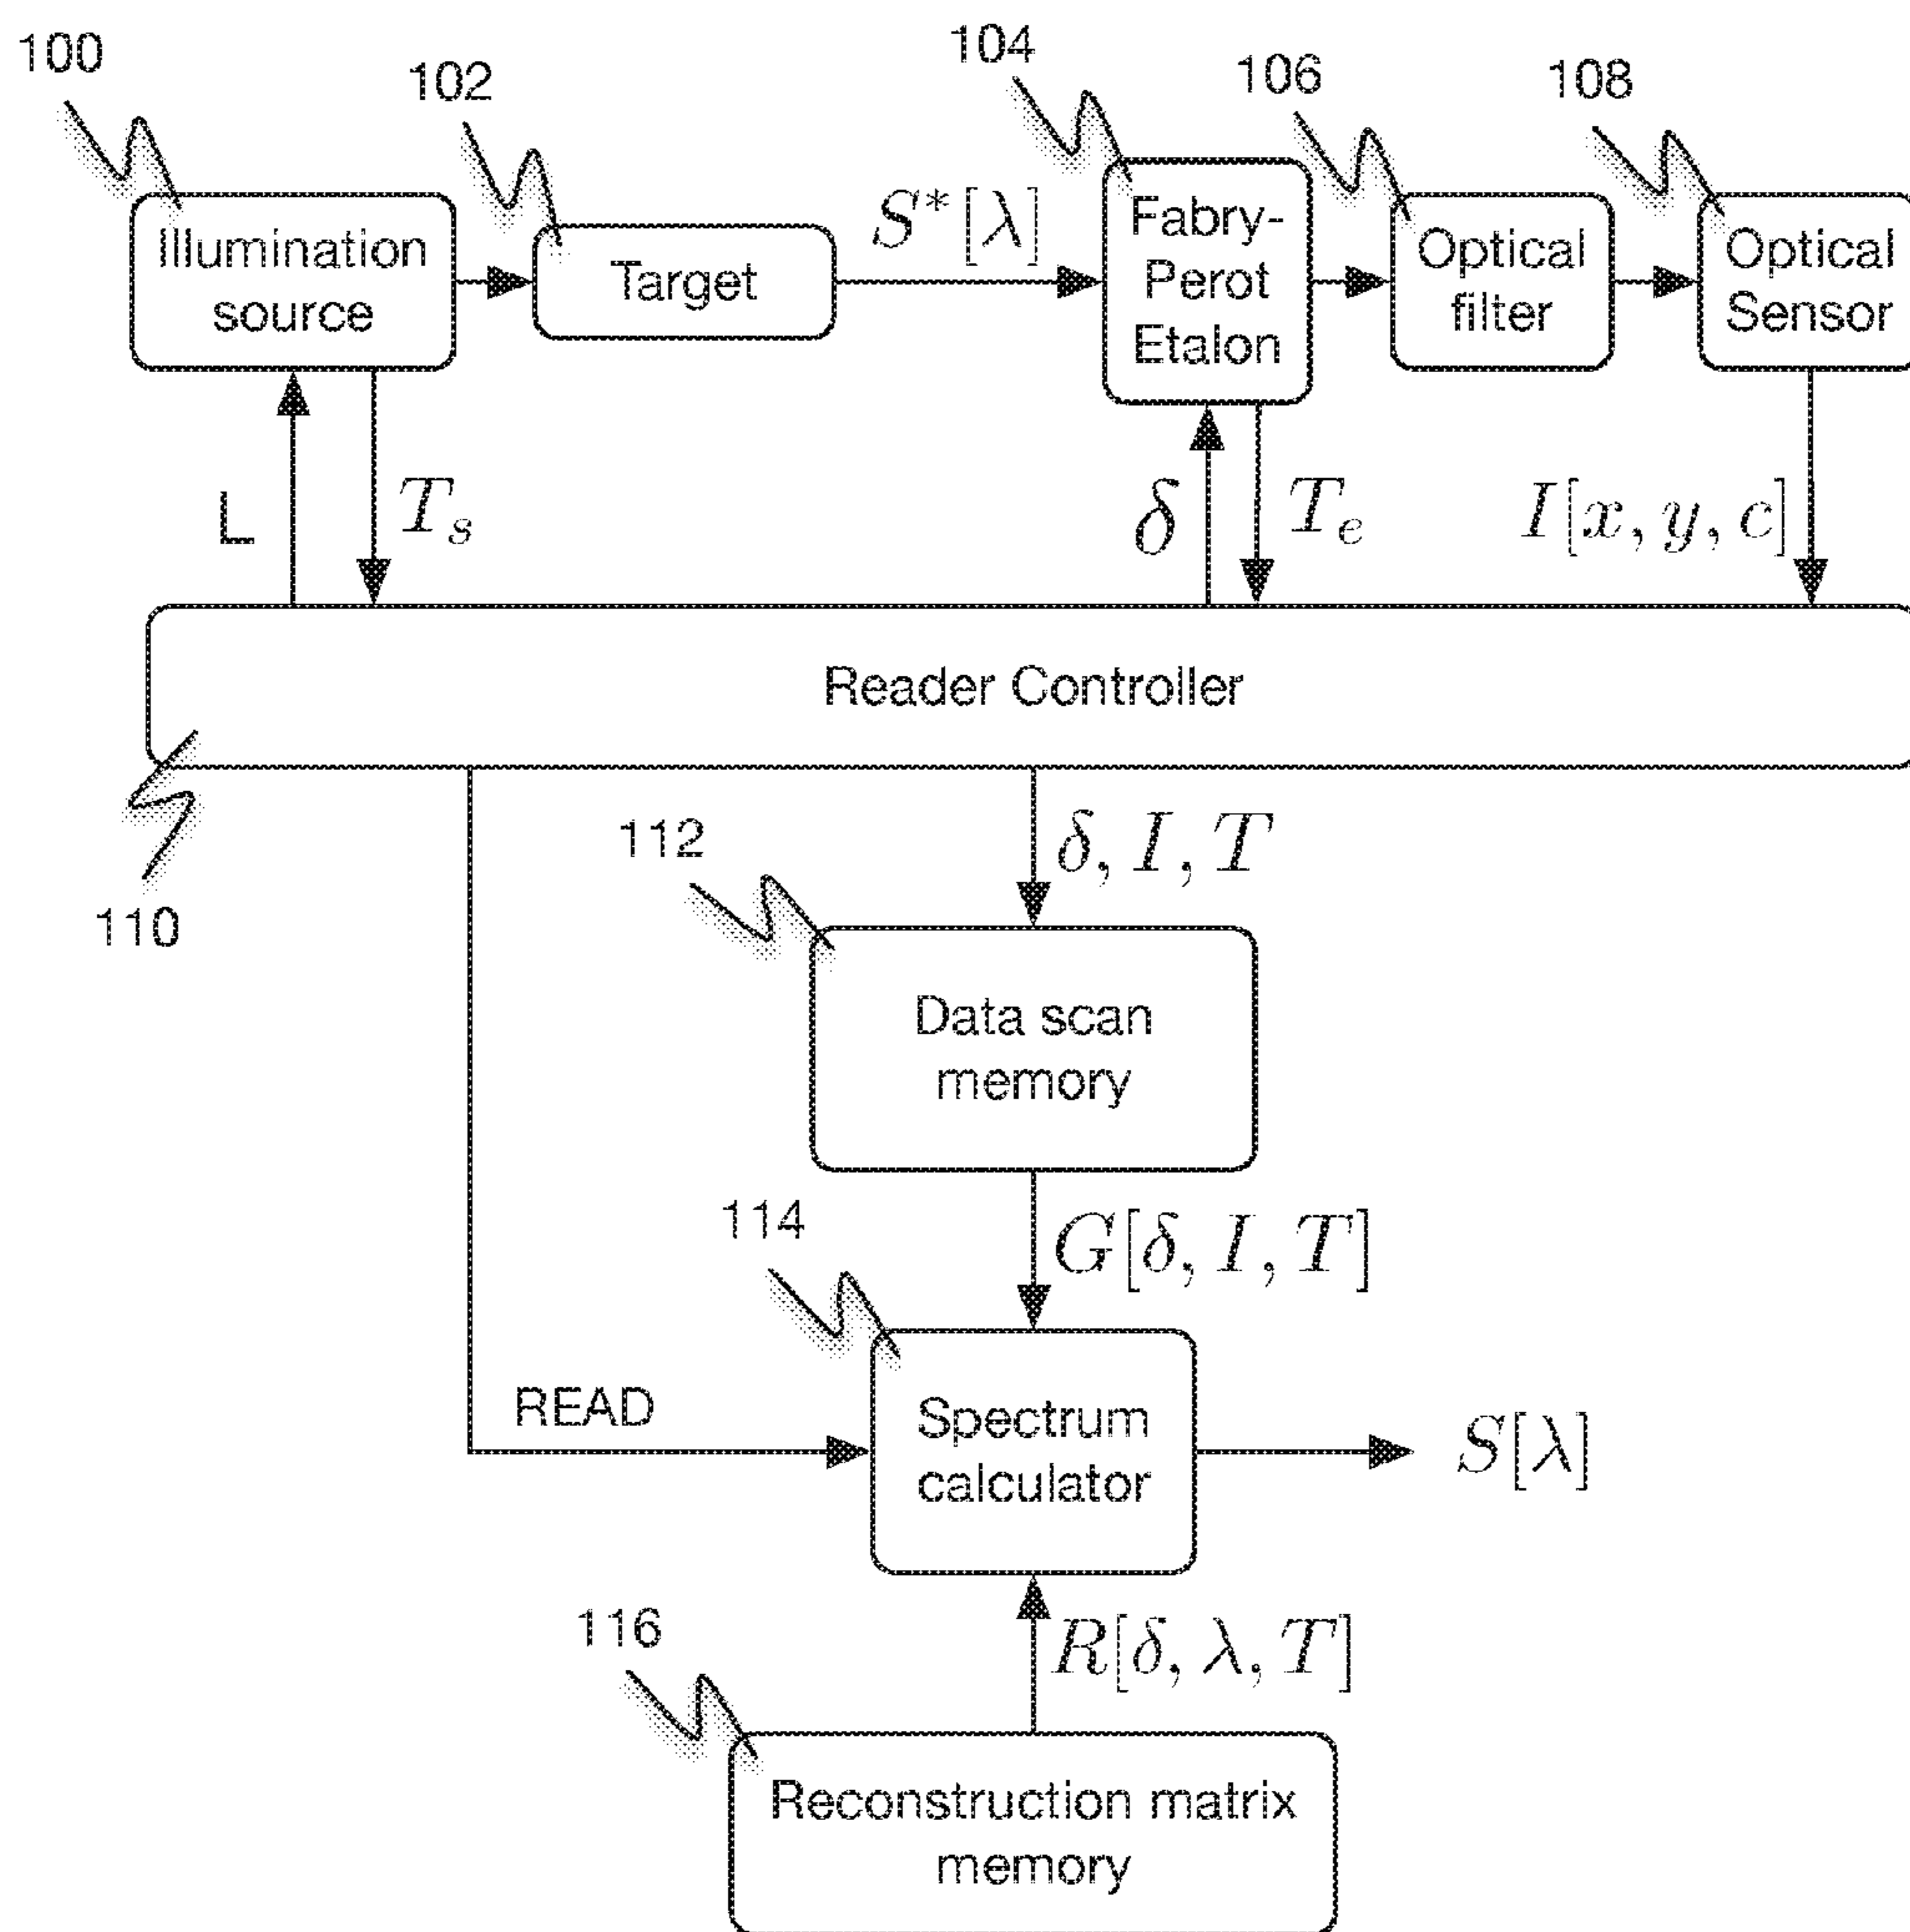 100
102
104
106
108
Illumination
source
Target
S*[λ]
Fabry-
Perot
Etalon
Optical
filter
Optical
Sensor
L
T_s
δ
T_e
I[x, y, c]
Reader Controller
110
112
δ, I, T
Data scan
memory
114
G[δ, I, T]
READ
Spectrum
calculator
S[λ]
116
R[δ, λ, T]
Reconstruction matrix
memory